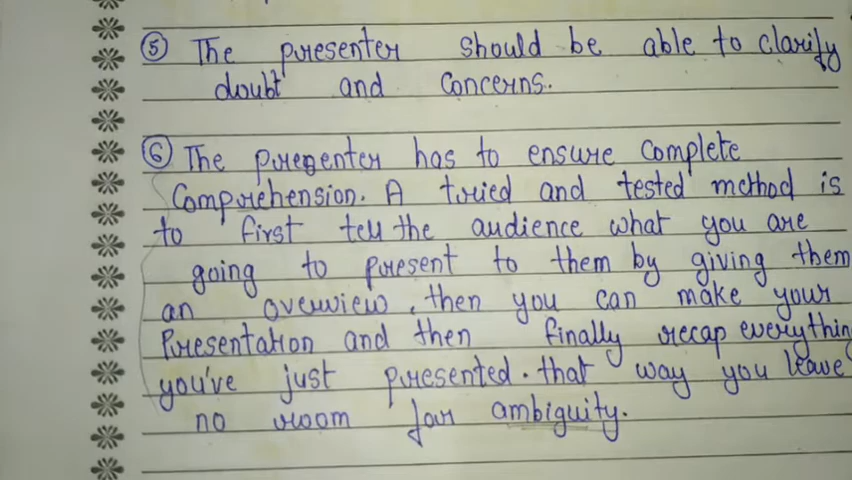 ⑤ The presenter should be able to clarify
doubt and concerns.
⑥ The presenter has to ensure complete
Comprehension. A tried and tested method is
to first tell the audience what you are
going to present to them by giving them
an overview, then you can make your
Presentation and then finally recap everything
you've just presented. that way you leave
no room for ambiguity.